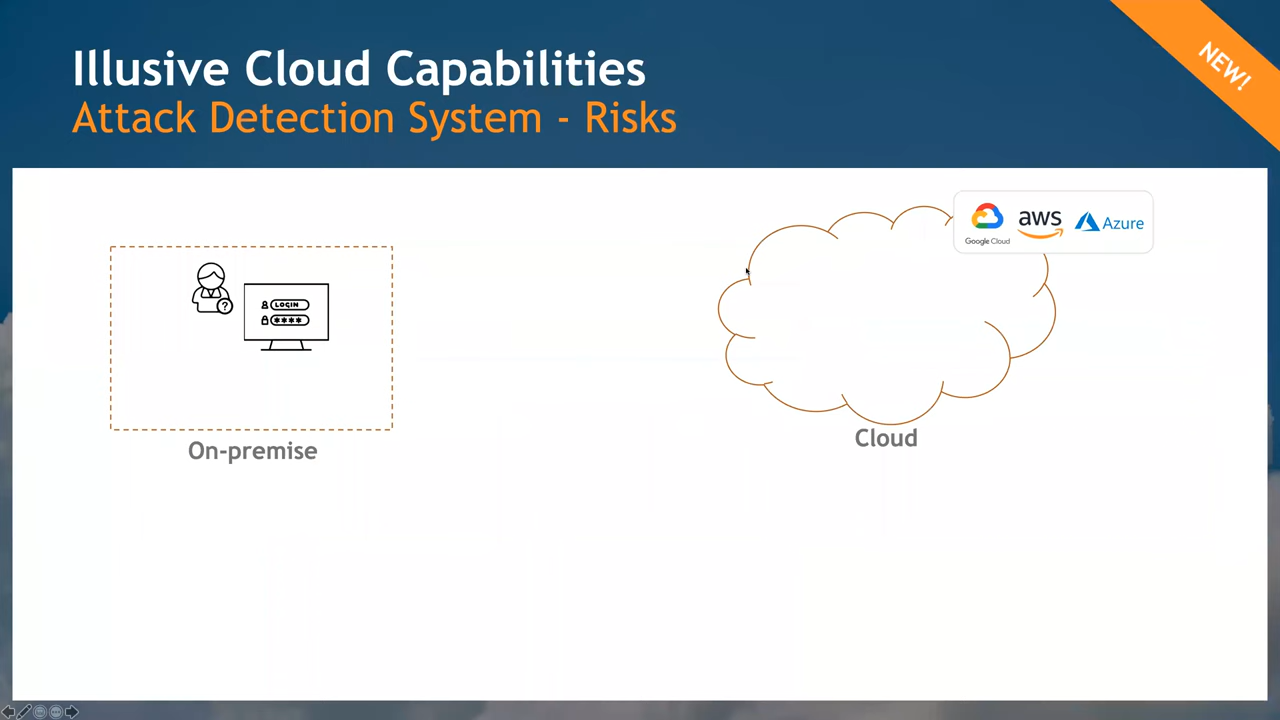 Illusive Cloud Capabilities
Attack Detection System - Risks
NEW!
Google Cloud
aws
Azure
LOGIN
****
?
On-premise
Cloud